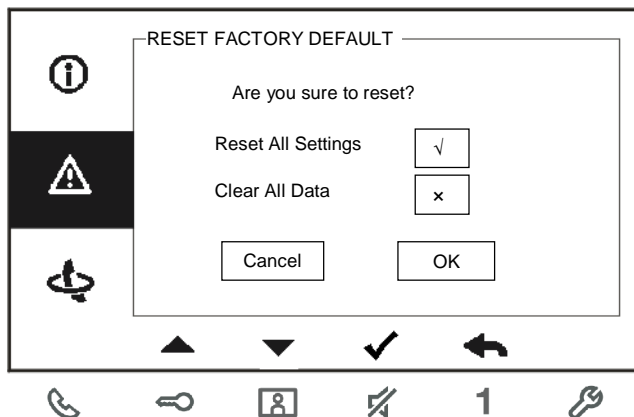 RESET FACTORY DEFAULT
Are you sure to reset?
Reset All Settings √
Clear All Data ×
Cancel OK
1